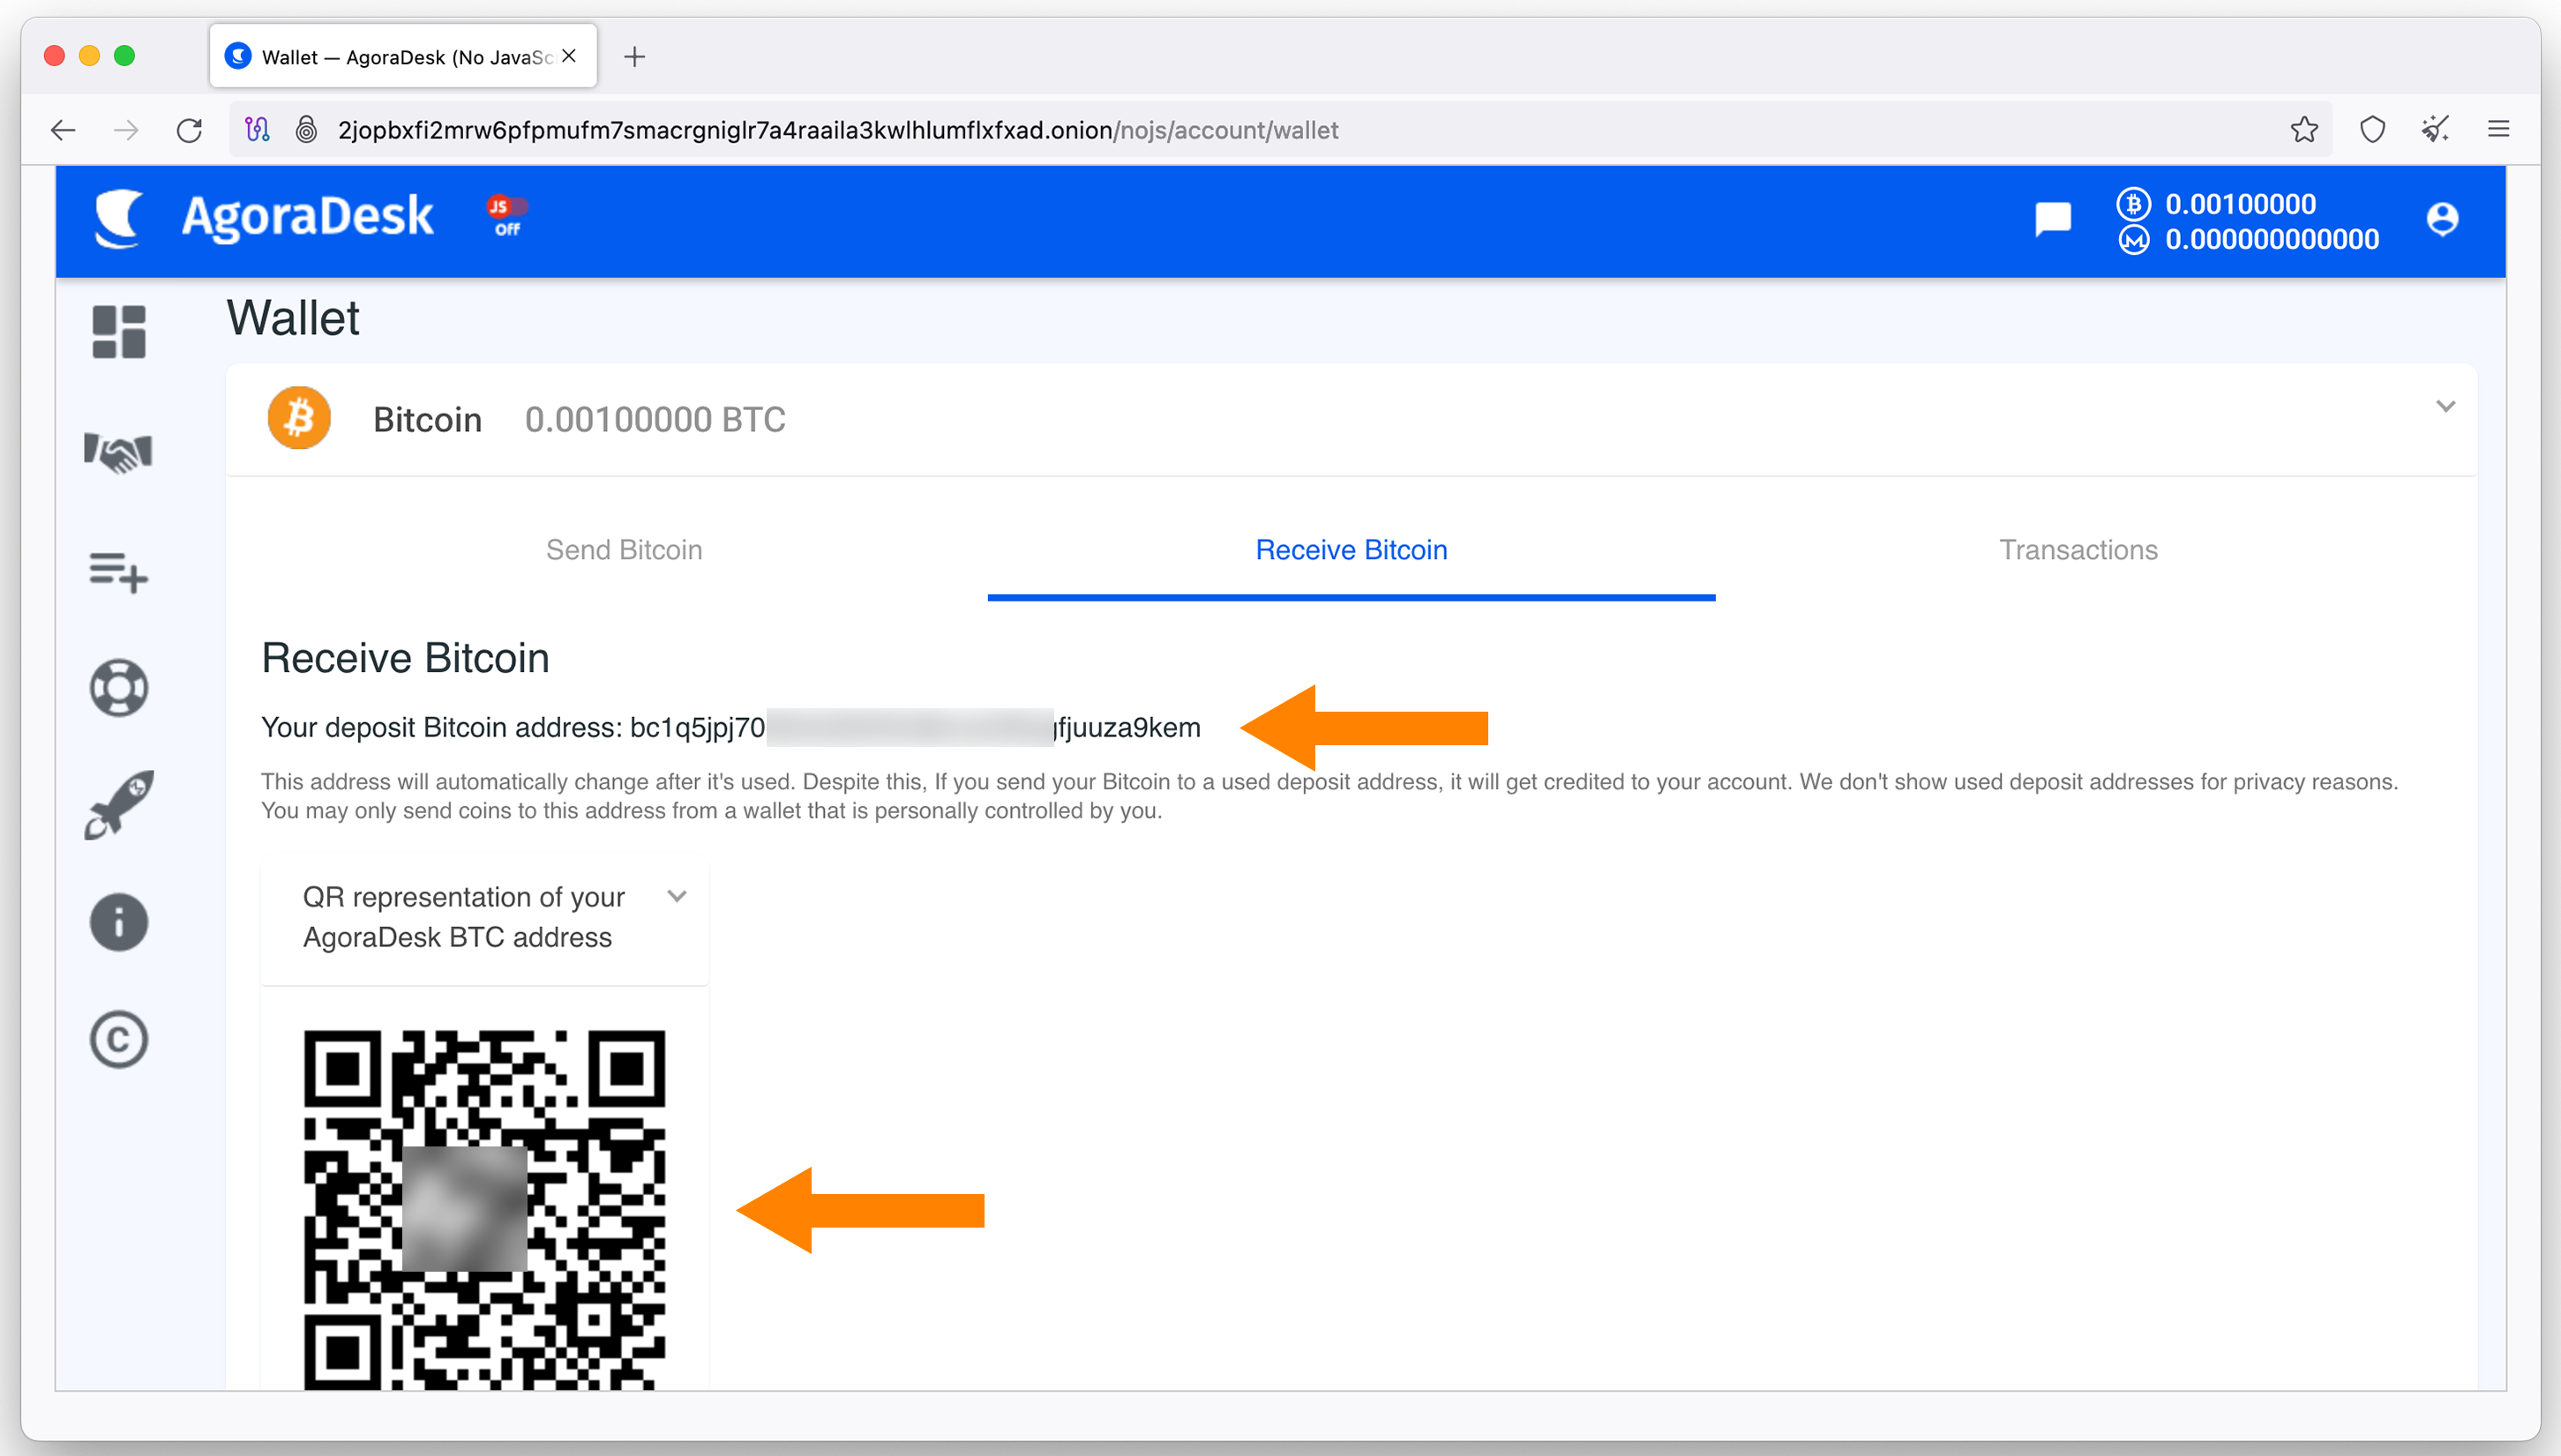 Wallet — AgoraDesk (No JavaSc
2jopbxfi2mrw6pfpmufm7smacrgniglr7a4raaila3kwlhlumflxfxad.onion/nojs/account/wallet
AgoraDesk
JS
Off
0.00100000
0.000000000000
Wallet
Bitcoin 0.00100000 BTC
Send Bitcoin
Receive Bitcoin
Transactions
Receive Bitcoin
Your deposit Bitcoin address: bc1q5jpj70 gfjuuza9kem
This address will automatically change after it's used. Despite this, If you send your Bitcoin to a used deposit address, it will get credited to your account. We don't show used deposit addresses for privacy reasons.
You may only send coins to this address from a wallet that is personally controlled by you.
QR representation of your
AgoraDesk BTC address